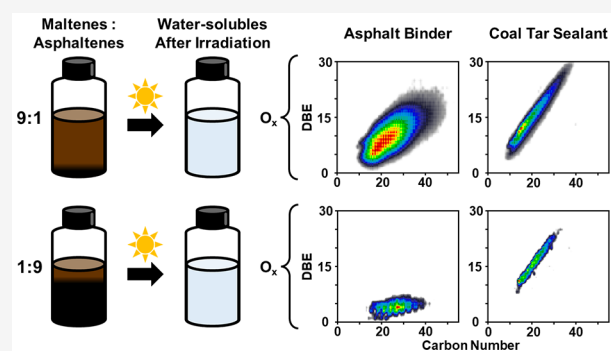 Maltenes :
Asphaltenes
Water-solubles
After Irradiation
Asphalt Binder
Coal Tar Sealant
9:1
Ox
DBE
30
15
0
0 20 40
30
15
0
0 20 40
1:9
Ox
DBE
30
15
0
0 20 40
30
15
0
0 20 40
Carbon Number